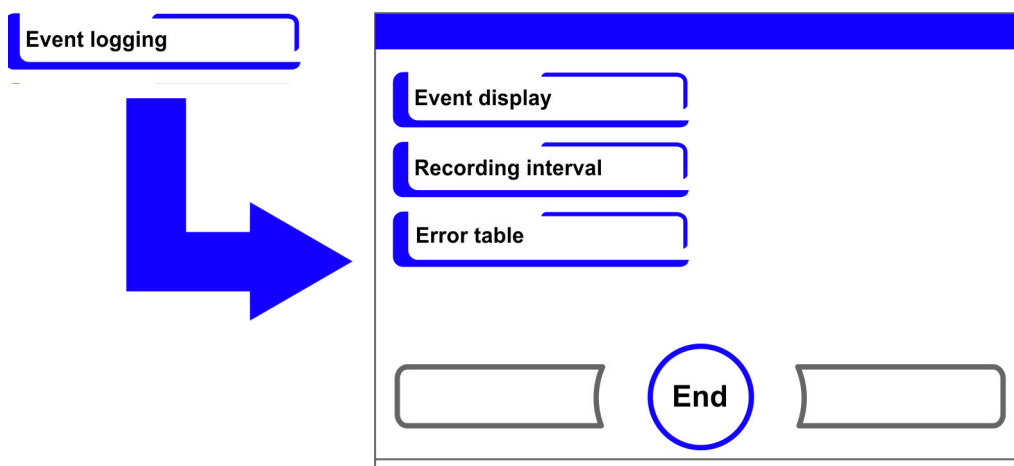 Event logging
Event display
Recording interval
Error table
End